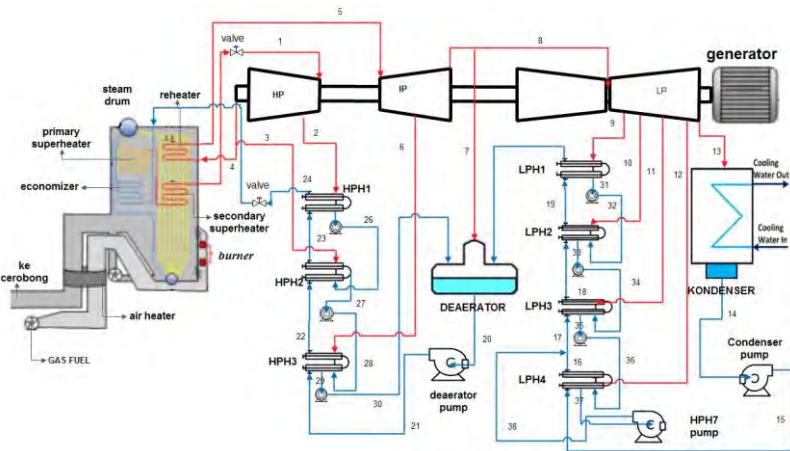 5
8
valve
1
generator
steam
drum
reheater
HP
IP
LP
primary
superheater
3
2
6
7
9
10
11
12
13
4
LPH1
Cooling
Water Out
economizer
24
HPH1
31
valve
19
32
26
secondary
superheater
LPH2
Cooling
Water In
23
33
burner
ke
cerobong
HPH2
DEAERATOR
34
KONDENSER
18
LPH3
27
air heater
14
22
20
17
35
Condenser
pump
28
16
36
GAS FUEL
HPH3
LPH4
29
37
30
deaerator
pump
21
38
HPH7
pump
15